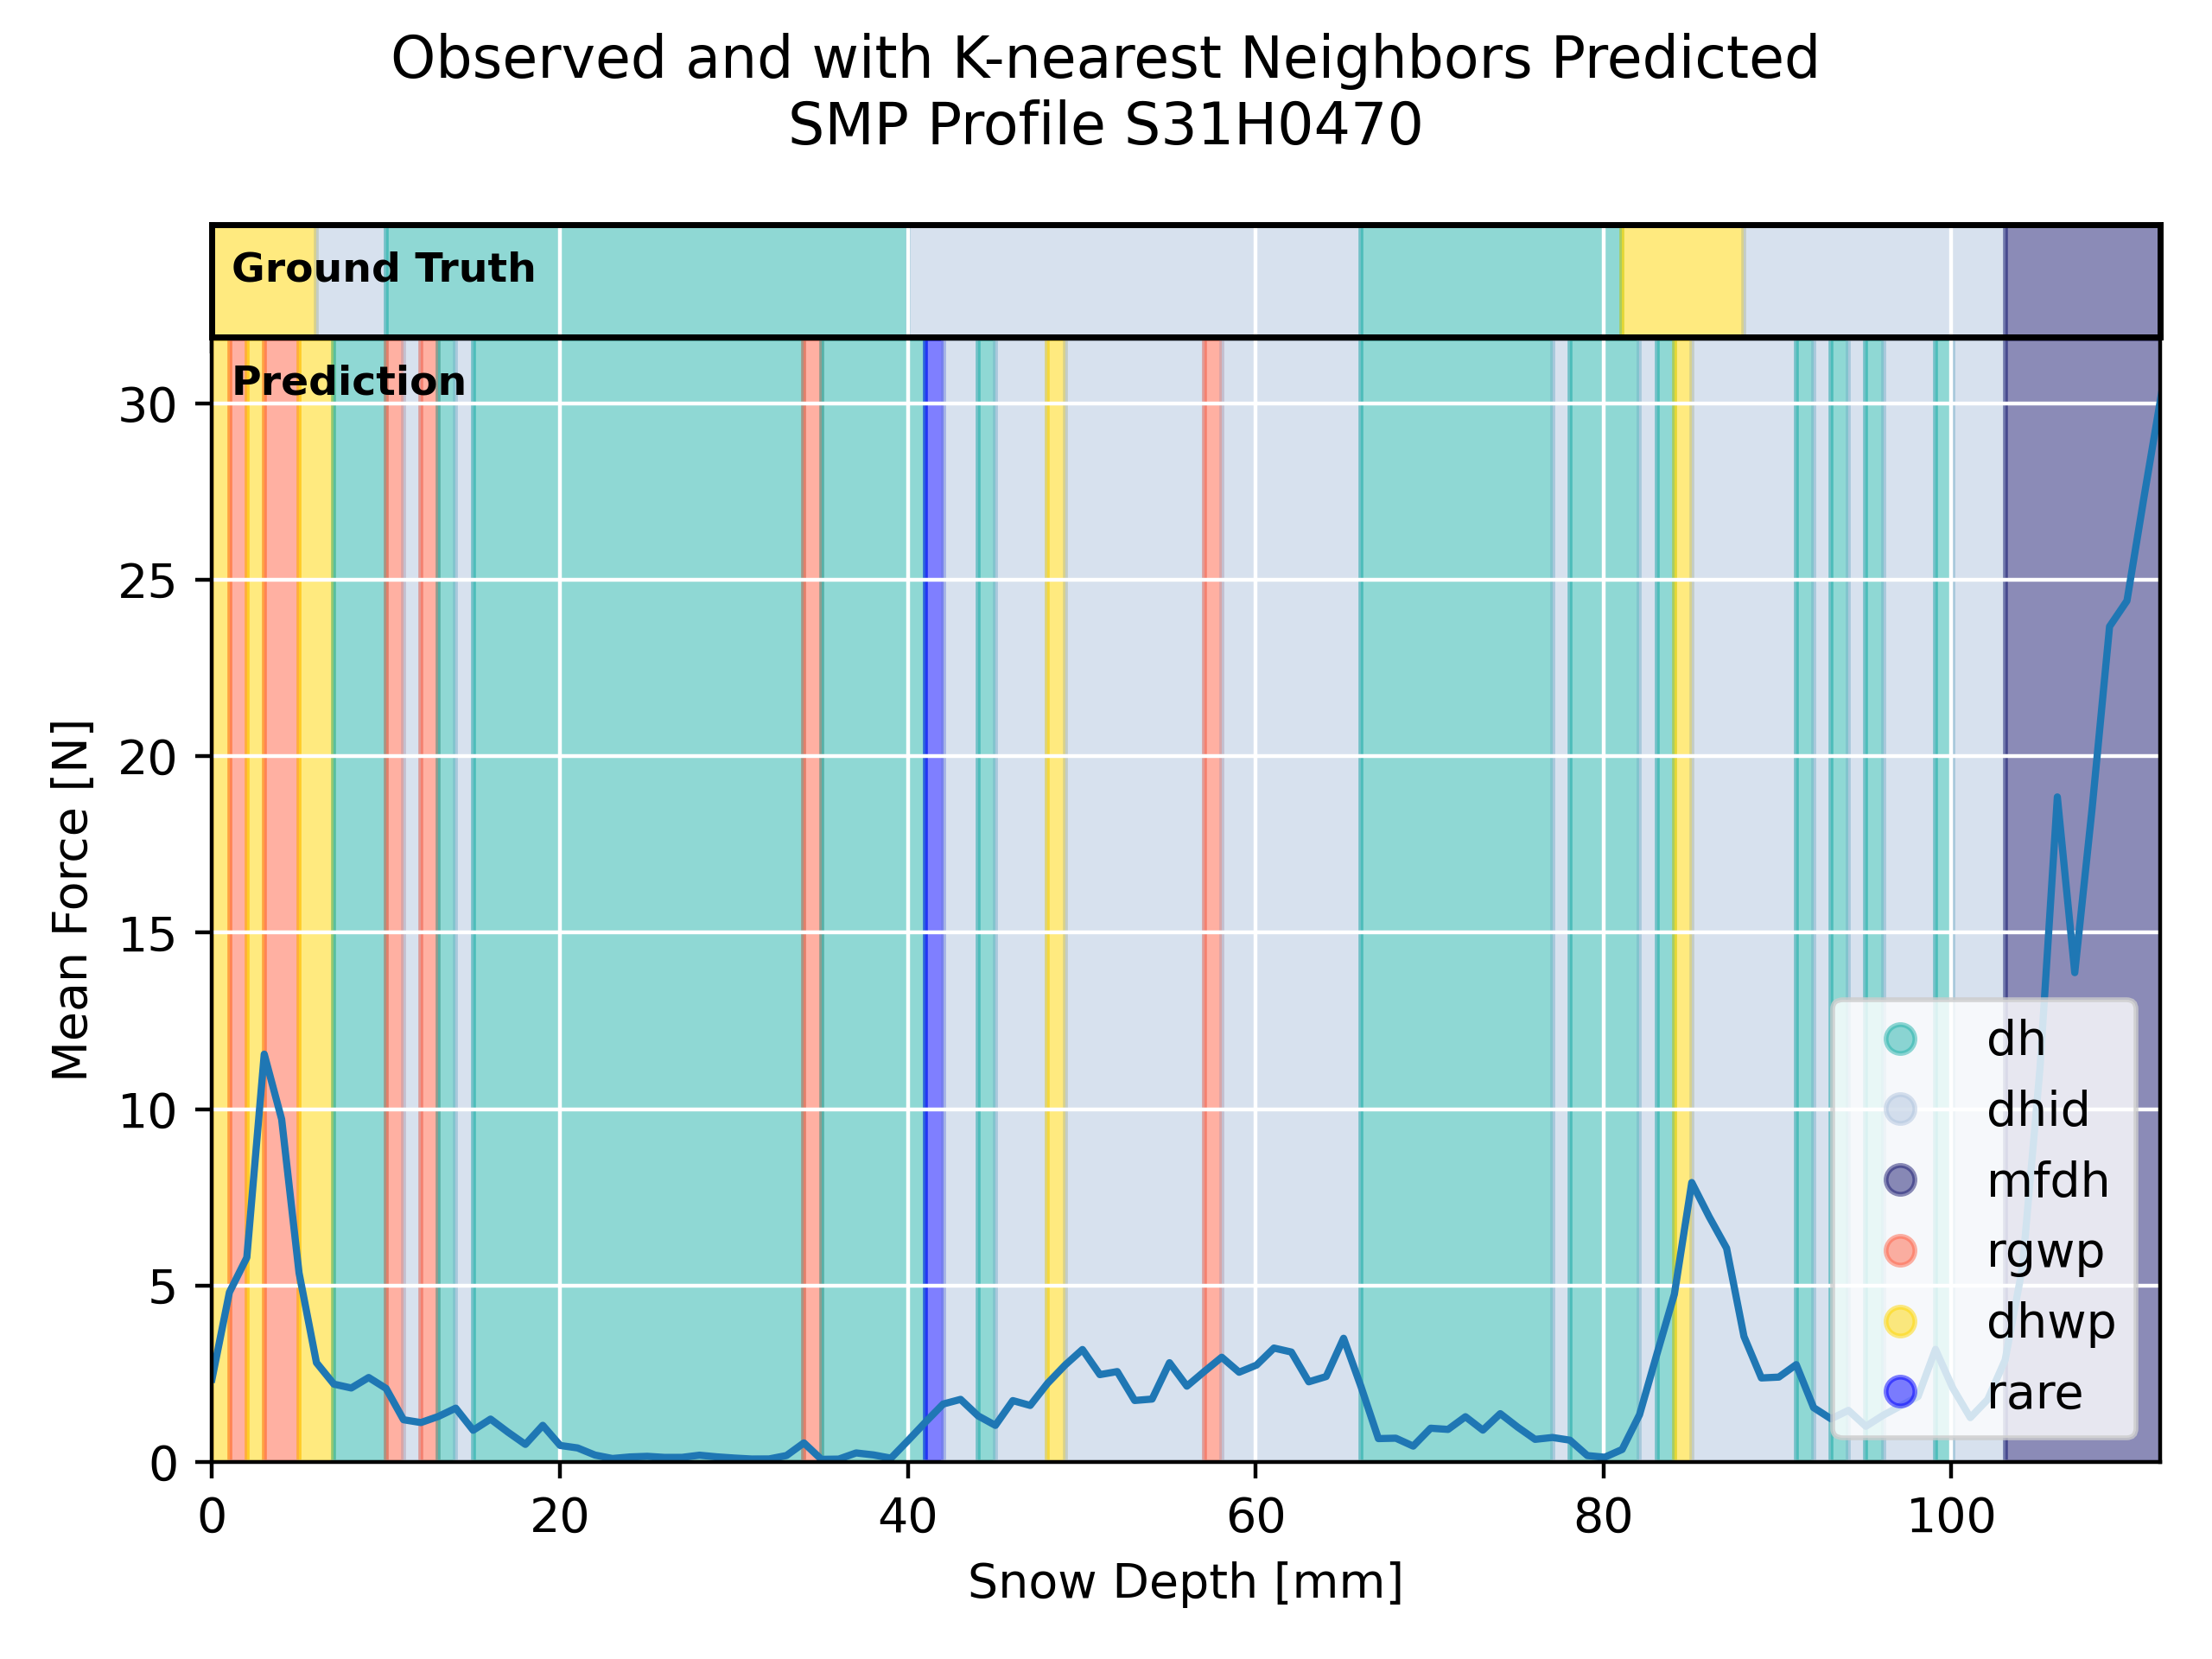 Observed and with K-nearest Neighbors Predicted
SMP Profile S31H0470
Ground Truth
Prediction
30
25
20
15
10
5
0
Mean Force [N]
dh
dhid
mfdh
rgwp
dhwp
rare
0 20 40 60 80 100
Snow Depth [mm]